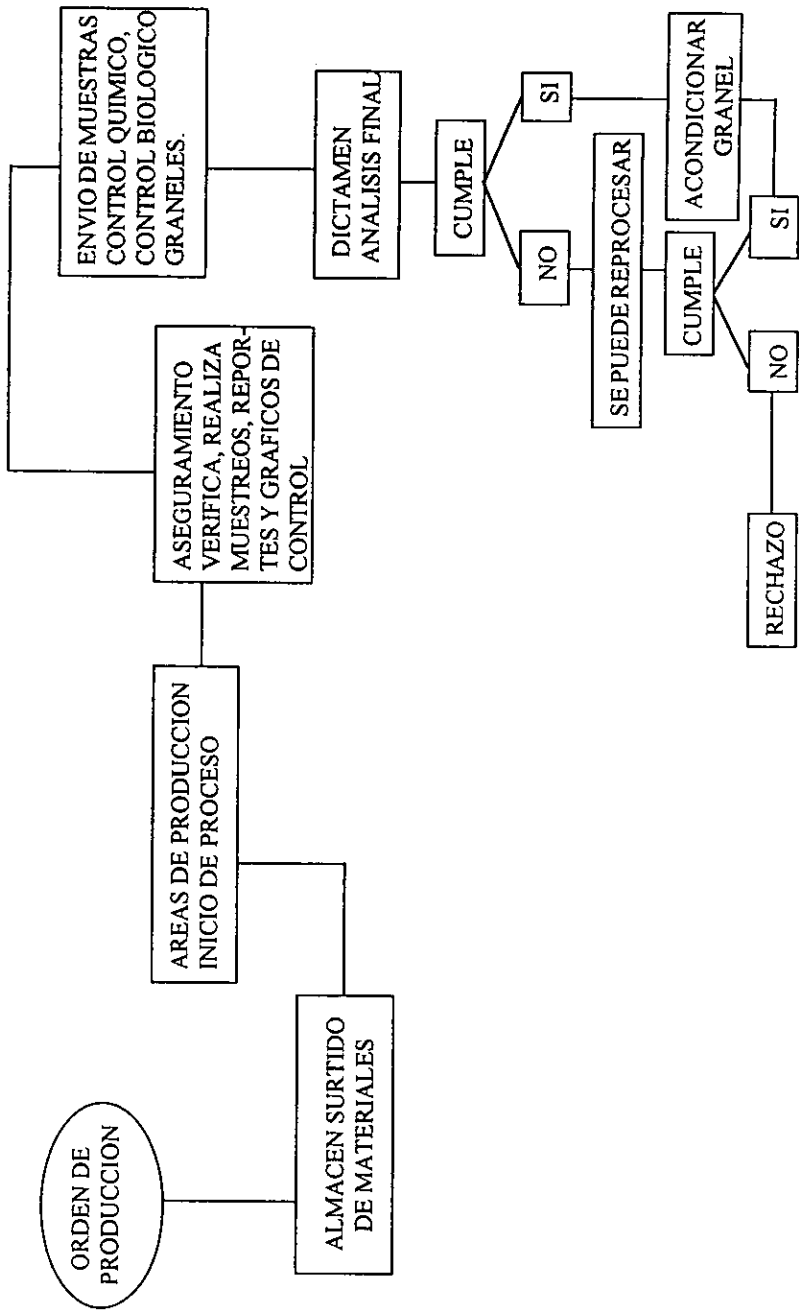 ORDEN DE
PRODUCCION
ALMACEN SURTIDO
DE MATERIALES
AREAS DE PRODUCCION
INICIO DE PROCESO
ASEGURAMIENTO
VERIFICA, REALIZA
MUESTREOS, REPOR-
TES Y GRAFICOS DE
CONTROL
ENVIO DE MUESTRAS
CONTROL QUIMICO,
CONTROL BIOLOGICO
GRANELES.
DICTAMEN
ANALISIS FINAL
CUMPLE
NO
SI
SE PUEDE REPROCESAR
ACONDICIONAR
GRANEL
CUMPLE
NO
SI
RECHAZO